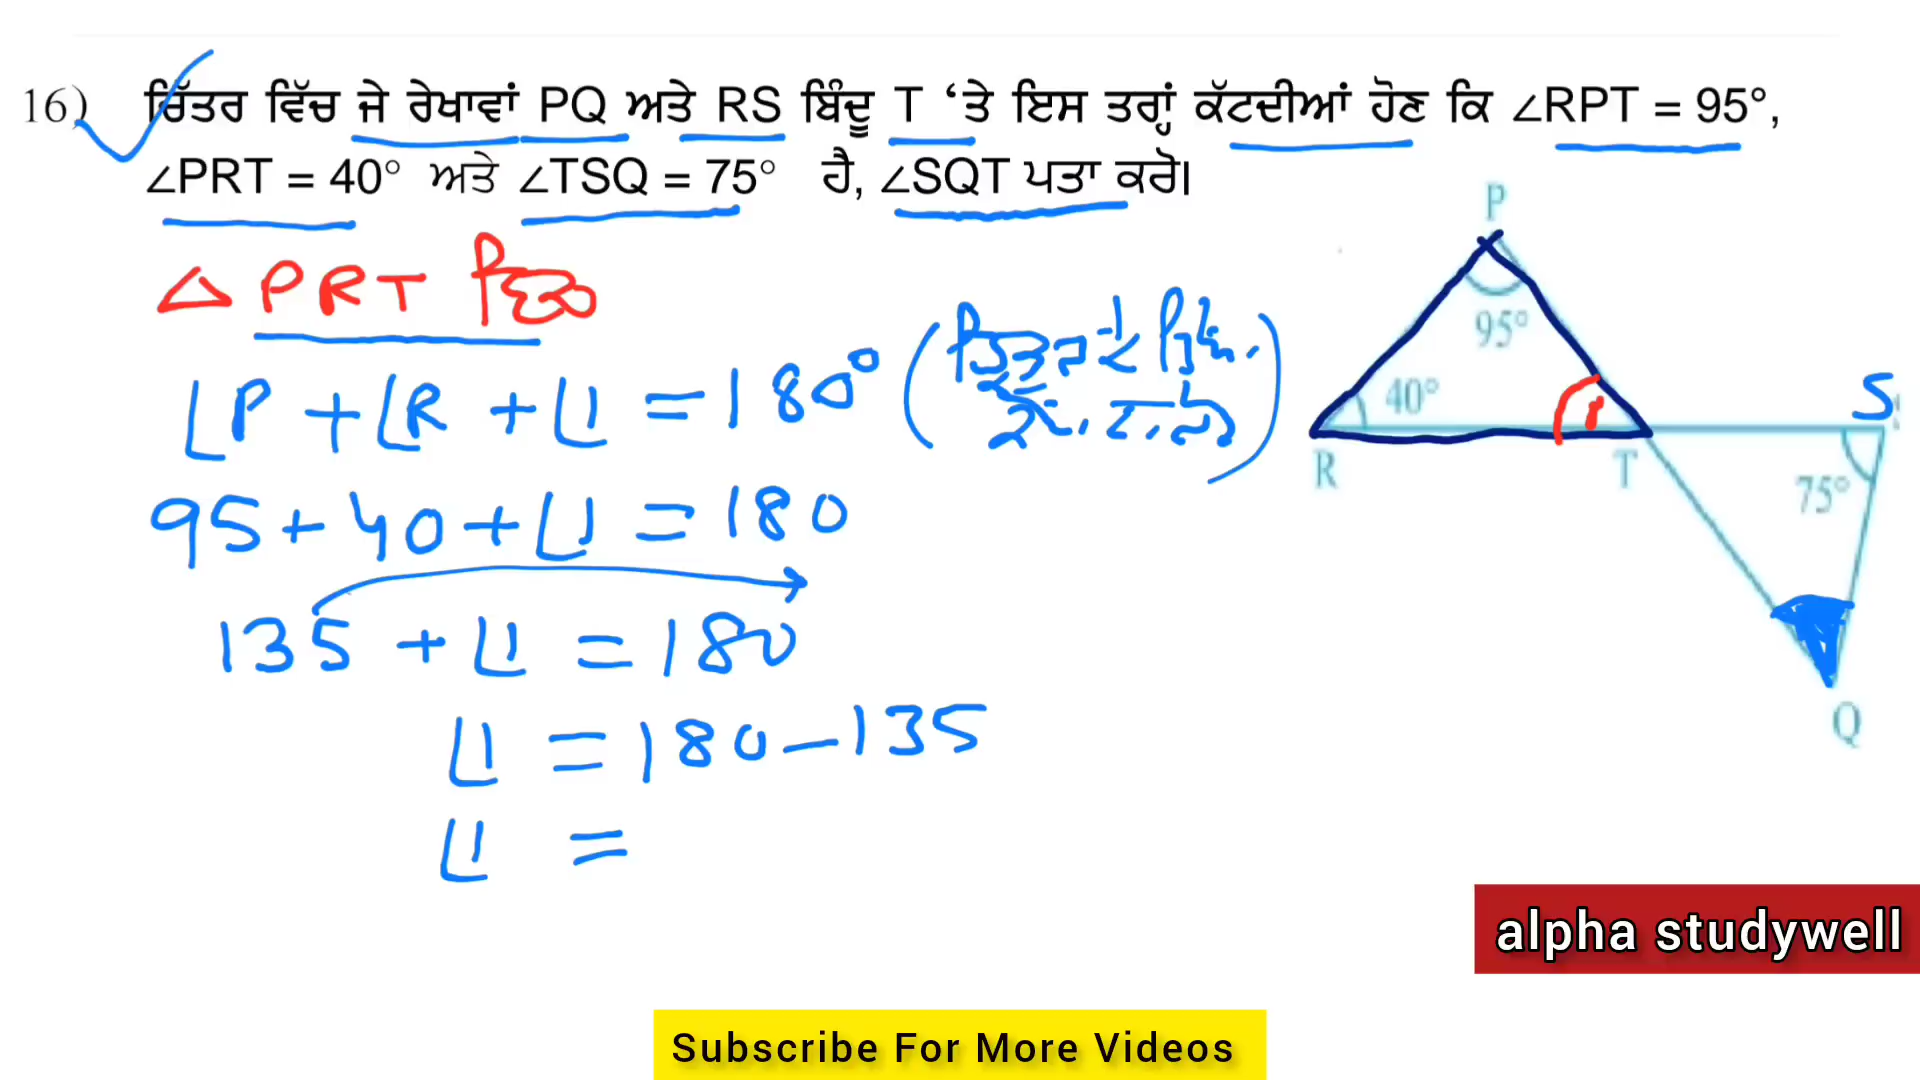 16) ਚਿੱਤਰ ਵਿੱਚ ਜੇ ਰੇਖਾਵਾਂ PQ ਅਤੇ RS ਬਿੰਦੂ T ‘ਤੇ ਇਸ ਤਰ੍ਹਾਂ ਕੱਟਦੀਆਂ ਹੋਣ ਕਿ ∠RPT = 95°,
∠PRT = 40° ਅਤੇ ∠TSQ = 75° ਹੈ, ∠SQT ਪਤਾ ਕਰੋ।
△ PRT ਵਿੱਚ
∠P + ∠R + ∠1 = 180°
95 + 40 + ∠1 = 180
135 + ∠1 = 180
∠1 = 180 – 135
∠1 =
P
95°
40°
1
S
R
T
75°
Q
alpha studywell
Subscribe For More Videos